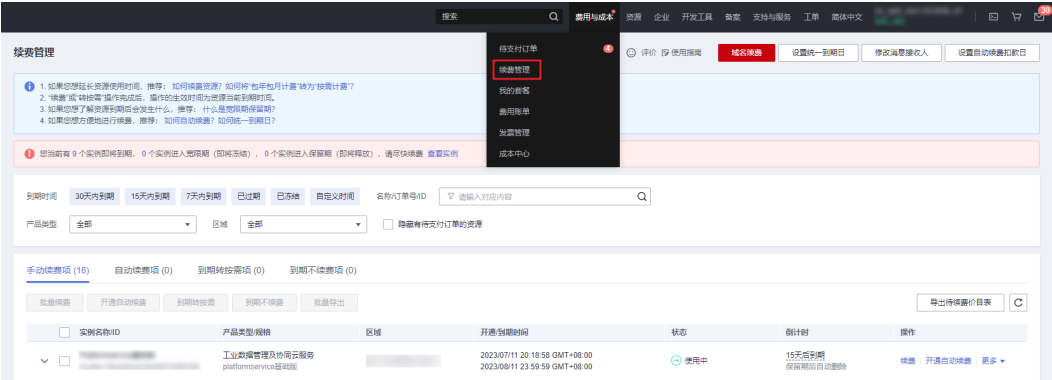 搜索 费用与成本 资源 企业 开发工具 备案 支持与服务 工单 简体中文 30
续费管理
待支付订单 4
续费管理
我的套餐
费用账单
发票管理
成本中心
评价 使用指南 域名续费 设置统一到期日 修改消息接收人 设置自动续费扣款日
1. 如果您想延长资源使用时间，推荐： 如何续费资源？如何将“包年包月计费”转为“按需计费”？
2. “续费”或“转按需”操作完成后，操作的生效时间为资源当前到期时间。
3. 如果您想了解资源到期后会发生什么，推荐： 什么是宽限期保留期？
4. 如果您想方便地进行续费，推荐： 如何自动续费？如何统一到期日？
您当前有 9 个实例即将到期， 0 个实例进入宽限期（即将冻结）， 0 个实例进入保留期（即将释放），请尽快续费 查看实例
到期时间 30天内到期 15天内到期 7天内到期 已过期 已冻结 自定义时间 名称/订单号/ID 请输入对应内容
产品类型 全部 区域 全部 隐藏有待支付订单的资源
手动续费项 (18) 自动续费项 (0) 到期转按需项 (0) 到期不续费项 (0)
批量续费 开通自动续费 到期转按需 到期不续费 批量导出 导出待续费价目表
实例名称/ID 产品类型/规格 区域 开通/到期时间 状态 倒计时 操作
工业数据管理及协同云服务 2023/07/11 20:18:58 GMT+08:00 使用中 15天后到期 续费 开通自动续费 更多
platformservice基础版 2023/08/11 23:59:59 GMT+08:00 保留期后自动删除